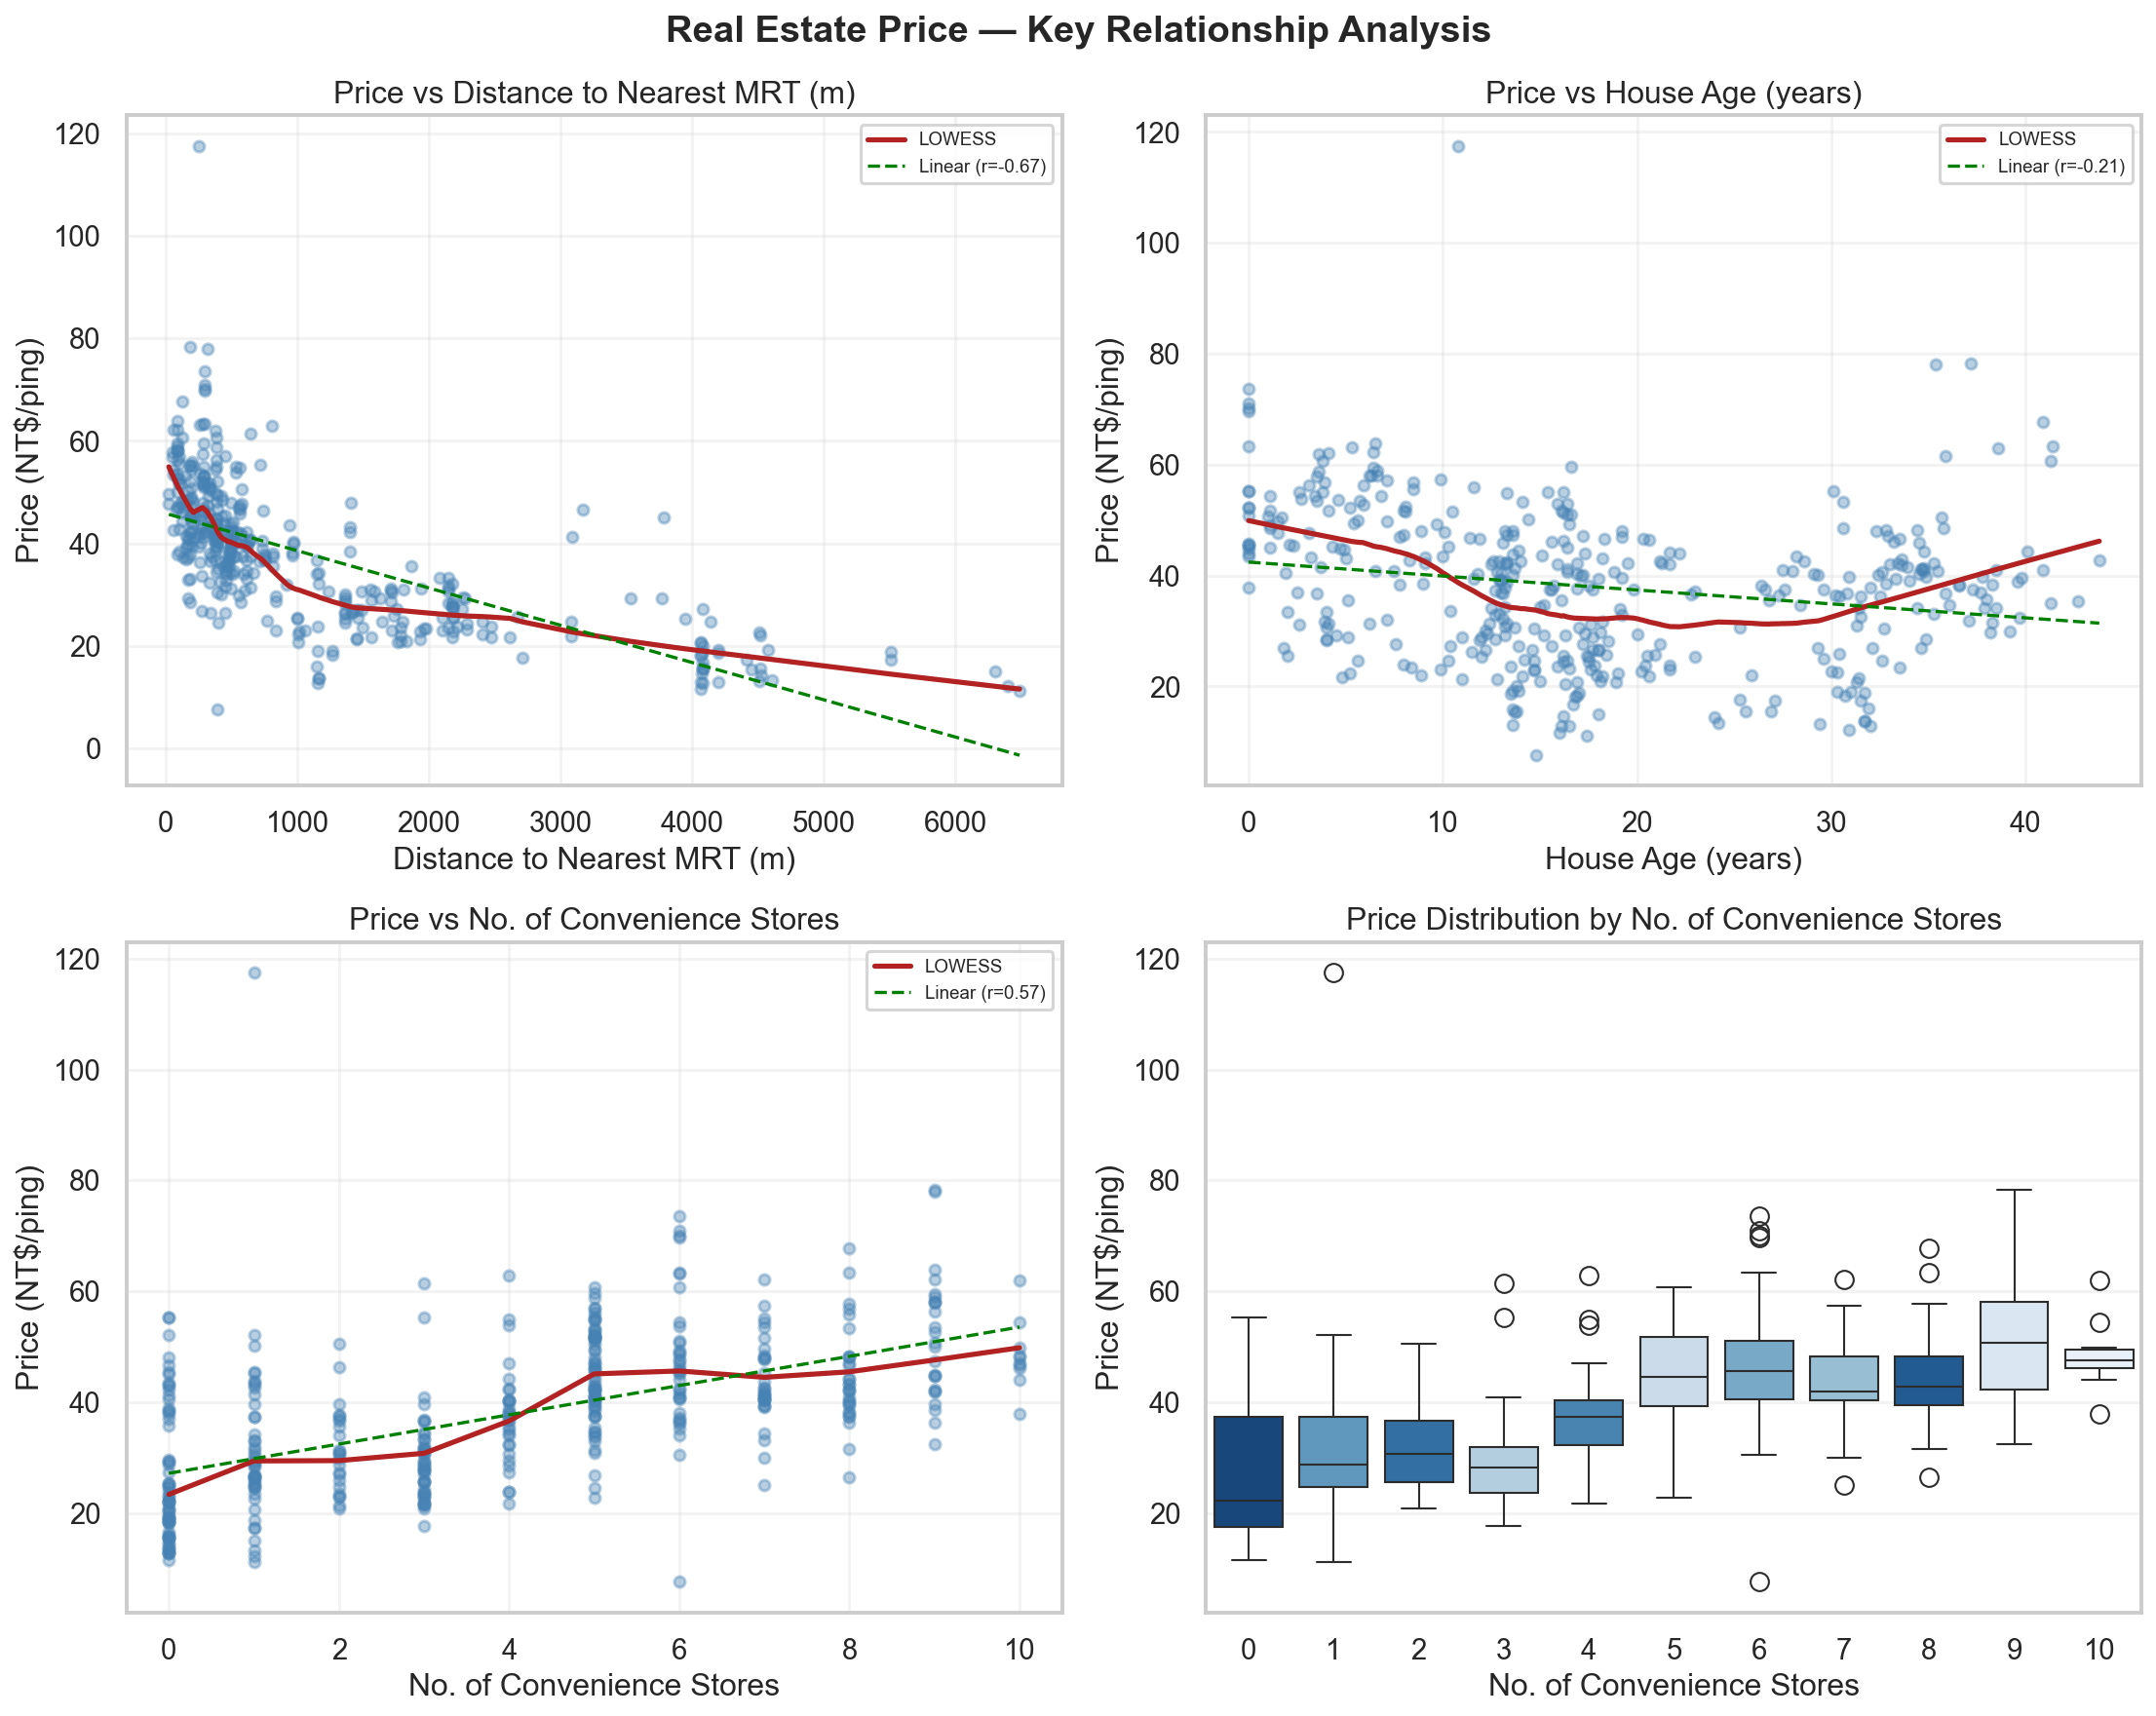 Real Estate Price — Key Relationship Analysis
Price vs Distance to Nearest MRT (m)
120
100
80
60
40
20
0
Price (NT$/ping)
LOWESS
Linear (r=-0.67)
0 1000 2000 3000 4000 5000 6000
Distance to Nearest MRT (m)
Price vs House Age (years)
120
100
80
60
40
20
Price (NT$/ping)
LOWESS
Linear (r=-0.21)
0 10 20 30 40
House Age (years)
Price vs No. of Convenience Stores
120
100
80
60
40
20
Price (NT$/ping)
LOWESS
Linear (r=0.57)
0 2 4 6 8 10
No. of Convenience Stores
Price Distribution by No. of Convenience Stores
120
100
80
60
40
20
Price (NT$/ping)
0 1 2 3 4 5 6 7 8 9 10
No. of Convenience Stores